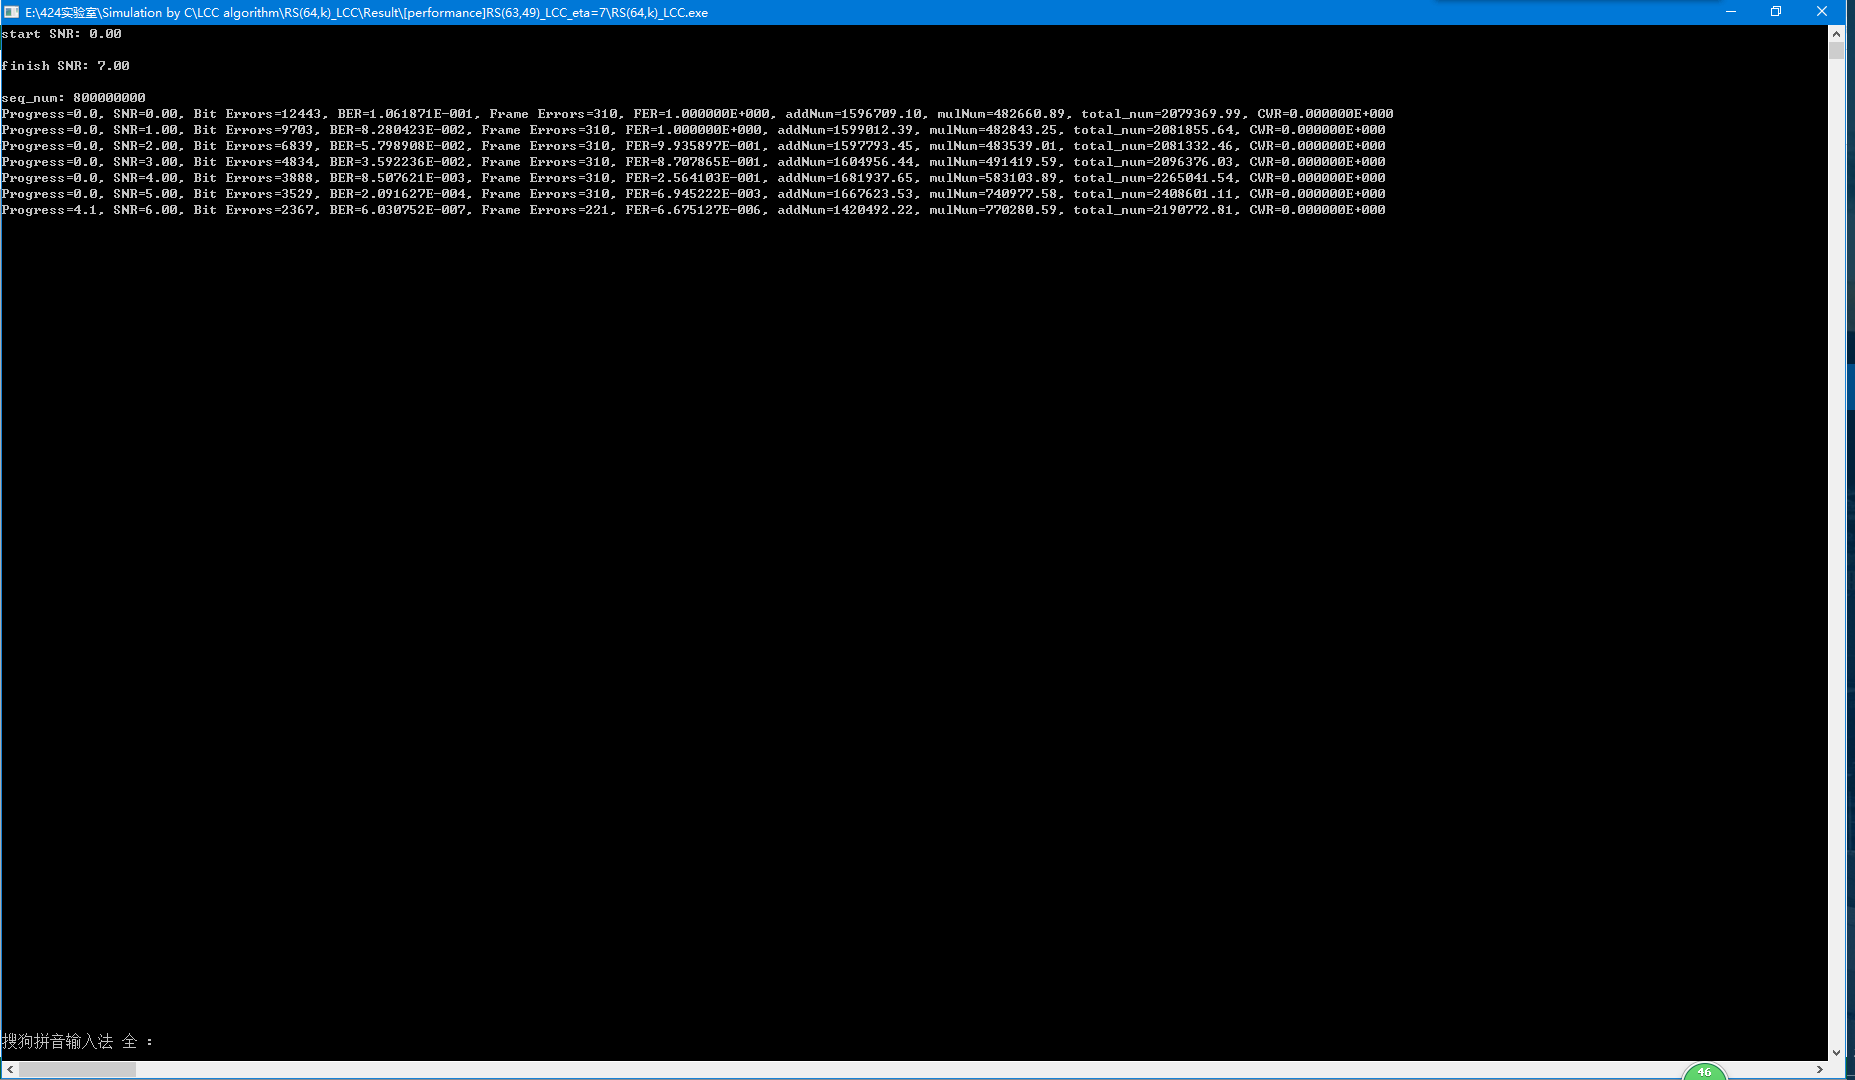 E:\424实验室\Simulation by C\LCC algorithm\RS(64,k)_LCC\Result\[performance]RS(63,49)_LCC_eta=7\RS(64,k)_LCC.exe
start SNR: 0.00
finish SNR: 7.00
seq_num: 800000000
Progress=0.0, SNR=0.00, Bit Errors=12443, BER=1.061871E-001, Frame Errors=310, FER=1.000000E+000, addNum=1596709.10, mulNum=482660.89, total_num=2079369.99, CWR=0.000000E+000
Progress=0.0, SNR=1.00, Bit Errors=9703, BER=8.280423E-002, Frame Errors=310, FER=1.000000E+000, addNum=1599012.39, mulNum=482843.25, total_num=2081855.64, CWR=0.000000E+000
Progress=0.0, SNR=2.00, Bit Errors=6839, BER=5.798908E-002, Frame Errors=310, FER=9.935897E-001, addNum=1597793.45, mulNum=483539.01, total_num=2081332.46, CWR=0.000000E+000
Progress=0.0, SNR=3.00, Bit Errors=4834, BER=3.592236E-002, Frame Errors=310, FER=8.707865E-001, addNum=1604956.44, mulNum=491419.59, total_num=2096376.03, CWR=0.000000E+000
Progress=0.0, SNR=4.00, Bit Errors=3888, BER=8.507621E-003, Frame Errors=310, FER=2.564103E-001, addNum=1681937.65, mulNum=583103.89, total_num=2265041.54, CWR=0.000000E+000
Progress=0.0, SNR=5.00, Bit Errors=3529, BER=2.091627E-004, Frame Errors=310, FER=6.945222E-003, addNum=1667623.53, mulNum=740977.58, total_num=2408601.11, CWR=0.000000E+000
Progress=4.1, SNR=6.00, Bit Errors=2367, BER=6.030752E-007, Frame Errors=221, FER=6.675127E-006, addNum=1420492.22, mulNum=770280.59, total_num=2190772.81, CWR=0.000000E+000
搜狗拼音输入法 全 :
46